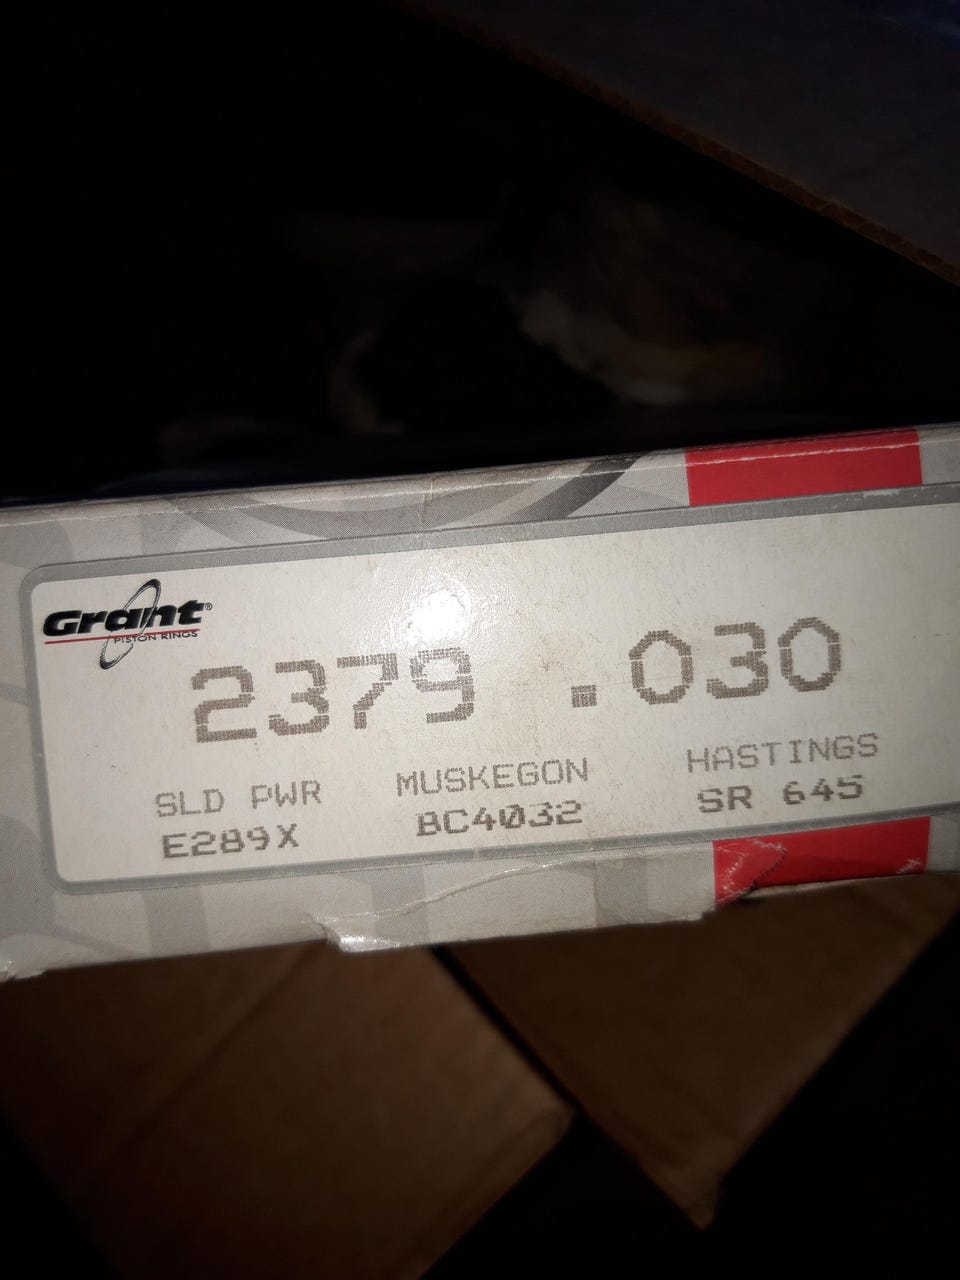 Grant®
PISTON RINGS
2379 .030
SLD PWR MUSKEGON HASTINGS
E289X BC4032 SR 645